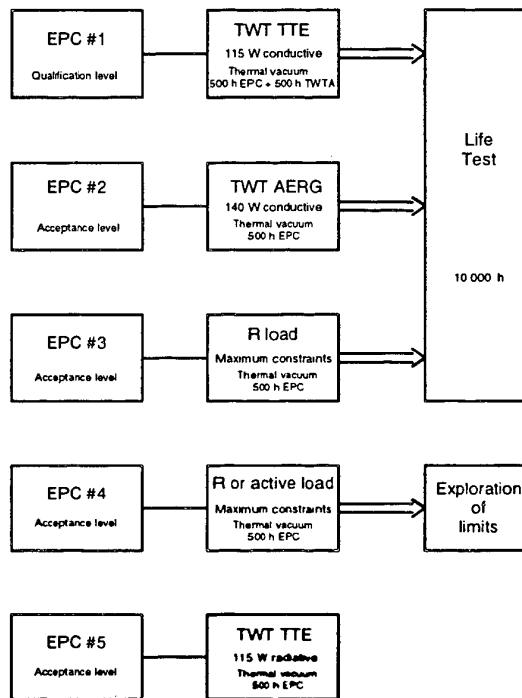 EPC #1
Qualification level
TWT TTE
115 W conductive
Thermal vacuum
500 h EPC + 500 h TWTA
EPC #2
Acceptance level
TWT AERG
140 W conductive
Thermal vacuum
500 h EPC
EPC #3
Acceptance level
R load
Maximum constraints
Thermal vacuum
500 h EPC
Life
Test
10 000 h
EPC #4
Acceptance level
R or active load
Maximum constraints
Thermal vacuum
500 h EPC
Exploration
of
limits
EPC #5
Acceptance level
TWT TTE
115 W radiative
Thermal vacuum
500 h EPC